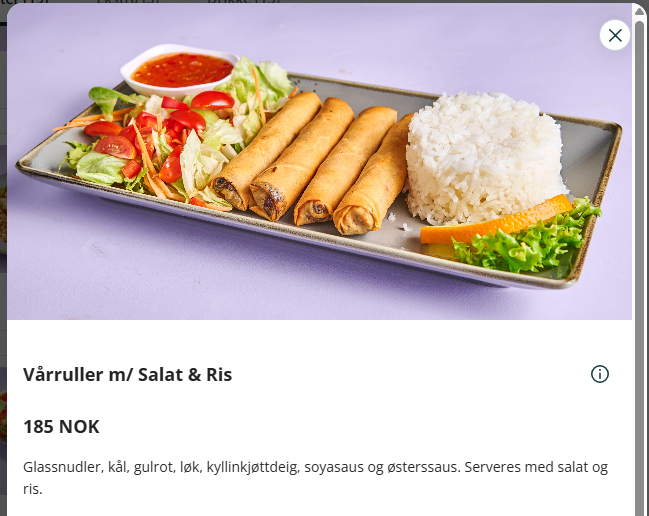 Vårruller m/ Salat & Ris
185 NOK
Glassnudler, kål, gulrot, løk, kyllinkjøttdeig, soyasaus og østerssaus. Serveres med salat og
ris.